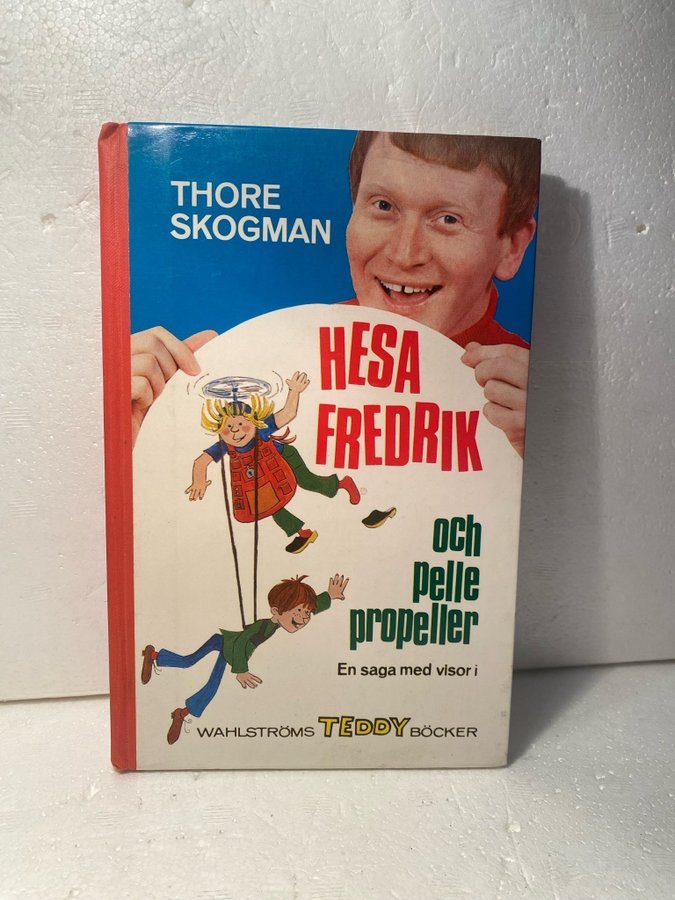 THORE
SKOGMAN
HESA
FREDRIK
och
pelle
propeller
En saga med visor i
WAHLSTRÖMS TEDDY BÖCKER